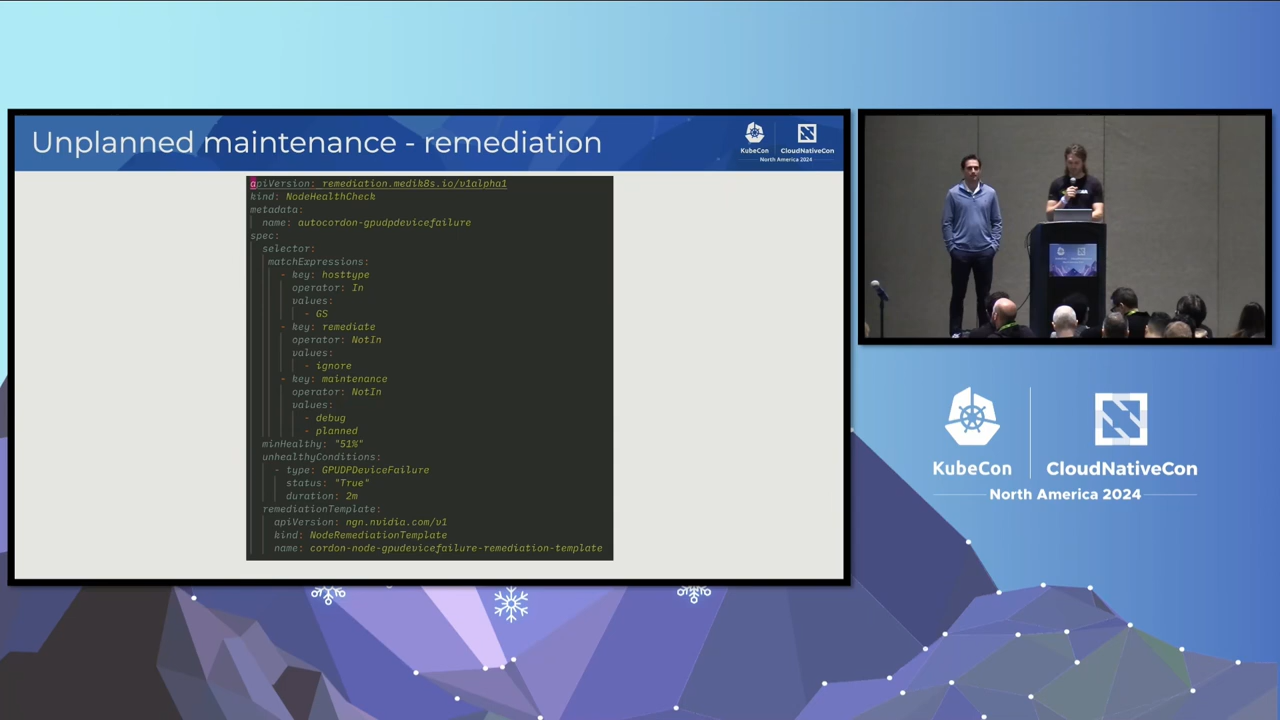 Unplanned maintenance - remediation
KubeCon
CloudNativeCon
North America 2024
apiVersion: remediation.medik8s.io/v1alpha1
kind: NodeHealthCheck
metadata:
name: autocordon-gpudpdevicefailure
spec:
selector:
matchExpressions:
- key: hosttype
operator: In
values:
- GS
- key: remediate
operator: NotIn
values:
- ignore
- key: maintenance
operator: NotIn
values:
- debug
- planned
minHealthy: "51%"
unhealthyConditions:
- type: GPUDPDeviceFailure
status: "True"
duration: 2m
remediationTemplate:
apiVersion: ngn.nvidia.com/v1
kind: NodeRemediationTemplate
name: cordon-node-gpudevicefailure-remediation-template
KubeCon
CloudNativeCon
North America 2024